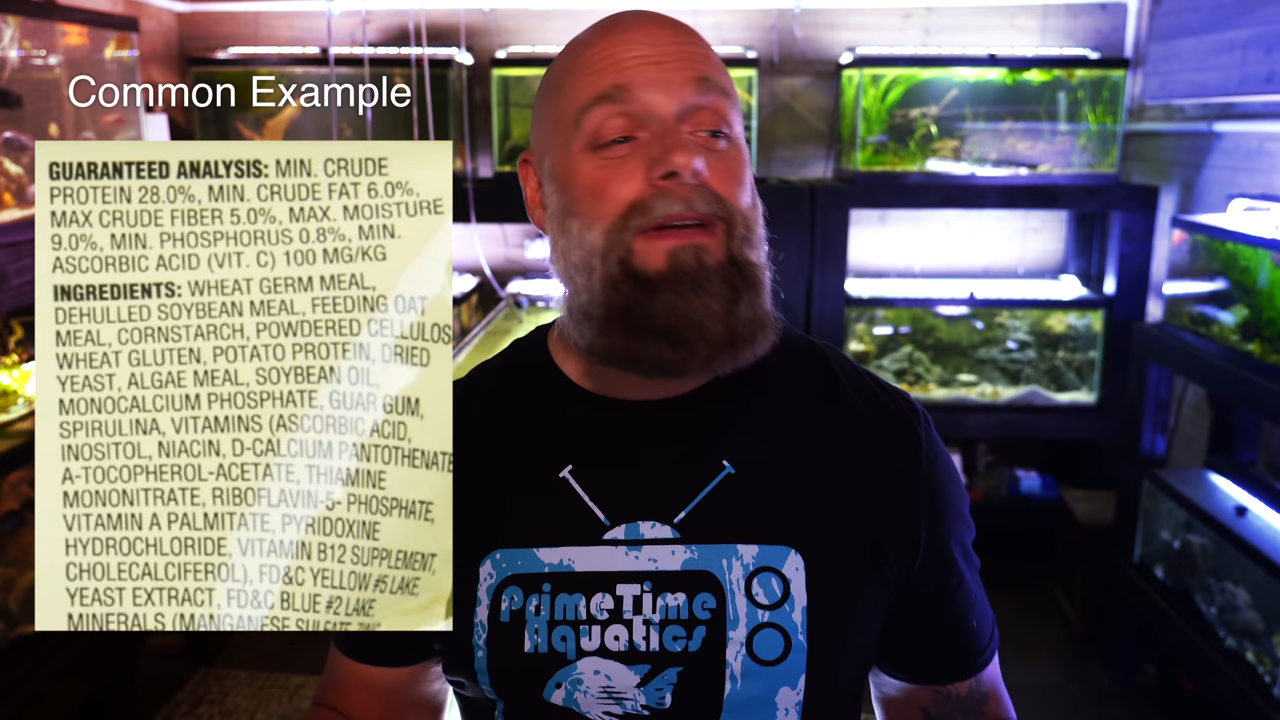 Common Example
GUARANTEED ANALYSIS: MIN. CRUDE
PROTEIN 28.0%, MIN. CRUDE FAT 6.0%,
MAX CRUDE FIBER 5.0%, MAX. MOISTURE
9.0%, MIN. PHOSPHORUS 0.8%, MIN.
ASCORBIC ACID (VIT. C) 100 MG/KG
INGREDIENTS: WHEAT GERM MEAL,
DEHULLED SOYBEAN MEAL, FEEDING OAT
MEAL, CORNSTARCH, POWDERED CELLULOS
WHEAT GLUTEN, POTATO PROTEIN, DRIED
YEAST, ALGAE MEAL, SOYBEAN OIL,
MONOCALCIUM PHOSPHATE, GUAR GUM,
SPIRULINA, VITAMINS (ASCORBIC ACID,
INOSITOL, NIACIN, D-CALCIUM PANTOTHENATE
A-TOCOPHEROL-ACETATE, THIAMINE
MONONITRATE, RIBOFLAVIN-5- PHOSPHATE,
VITAMIN A PALMITATE, PYRIDOXINE
HYDROCHLORIDE, VITAMIN B12 SUPPLEMENT,
CHOLECALCIFEROL), FD&C YELLOW #5 LAKE,
YEAST EXTRACT, FD&C BLUE #2 LAKE
MINERALS (MANGANESE SULFATE, ZINC
PrimeTime
Aquatics